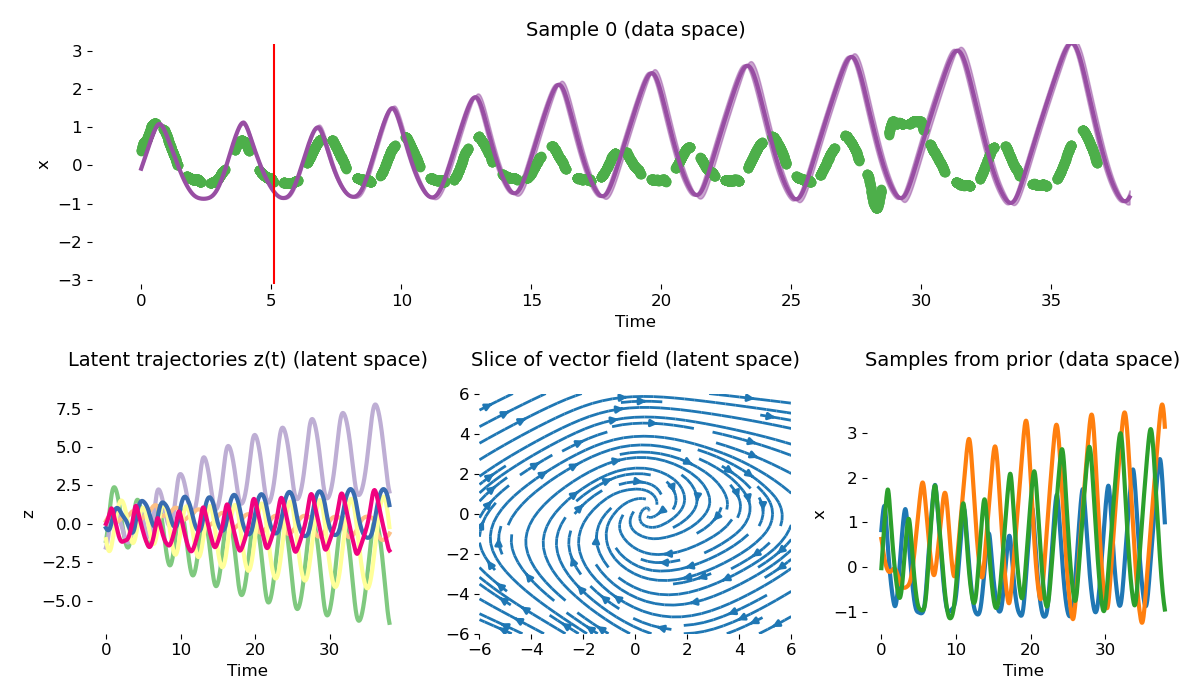 Sample 0 (data space)
3
2
1
0
−1
−2
−3
x
0 5 10 15 20 25 30 35
Time
Latent trajectories z(t) (latent space)
7.5
5.0
2.5
0.0
−2.5
−5.0
z
0 10 20 30
Time
Slice of vector field (latent space)
6
4
2
0
−2
−4
−6
−6 −4 −2 0 2 4 6
Samples from prior (data space)
3
2
1
0
−1
x
0 10 20 30
Time